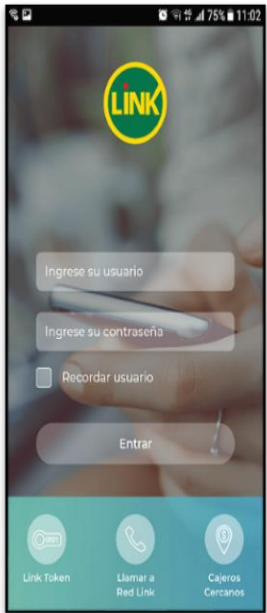 75% 11:02
LINK
Ingrese su usuario
Ingrese su contraseña
Recordar usuario
Entrar
Link Token
Llamar a
Red Link
Cajeros
Cercanos